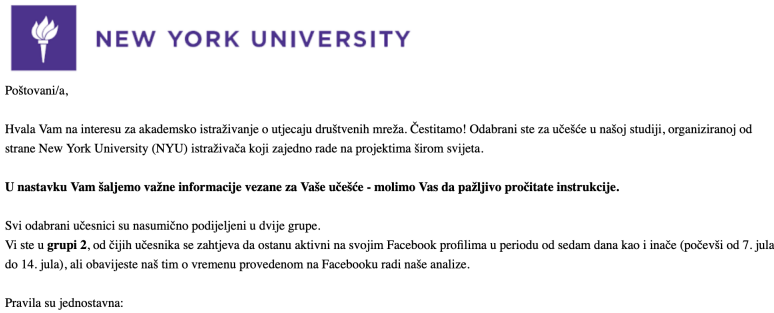 NEW YORK UNIVERSITY
Poštovani/a,
Hvala Vam na interesu za akademsko istraživanje o utjecaju društvenih mreža. Čestitamo! Odabrani ste za učešće u našoj studiji, organiziranoj od
strane New York University (NYU) istraživača koji zajedno rade na projektima širom svijeta.
U nastavku Vam šaljemo važne informacije vezane za Vaše učešće - molimo Vas da pažljivo pročitate instrukcije.
Svi odabrani učesnici su nasumično podijeljeni u dvije grupe.
Vi ste u grupi 2, od čijih učesnika se zahtjeva da ostanu aktivni na svojim Facebook profilima u periodu od sedam dana kao i inače (počevši od 7. jula
do 14. jula), ali obavijeste naš tim o vremenu provedenom na Facebooku radi naše analize.
Pravila su jednostavna: